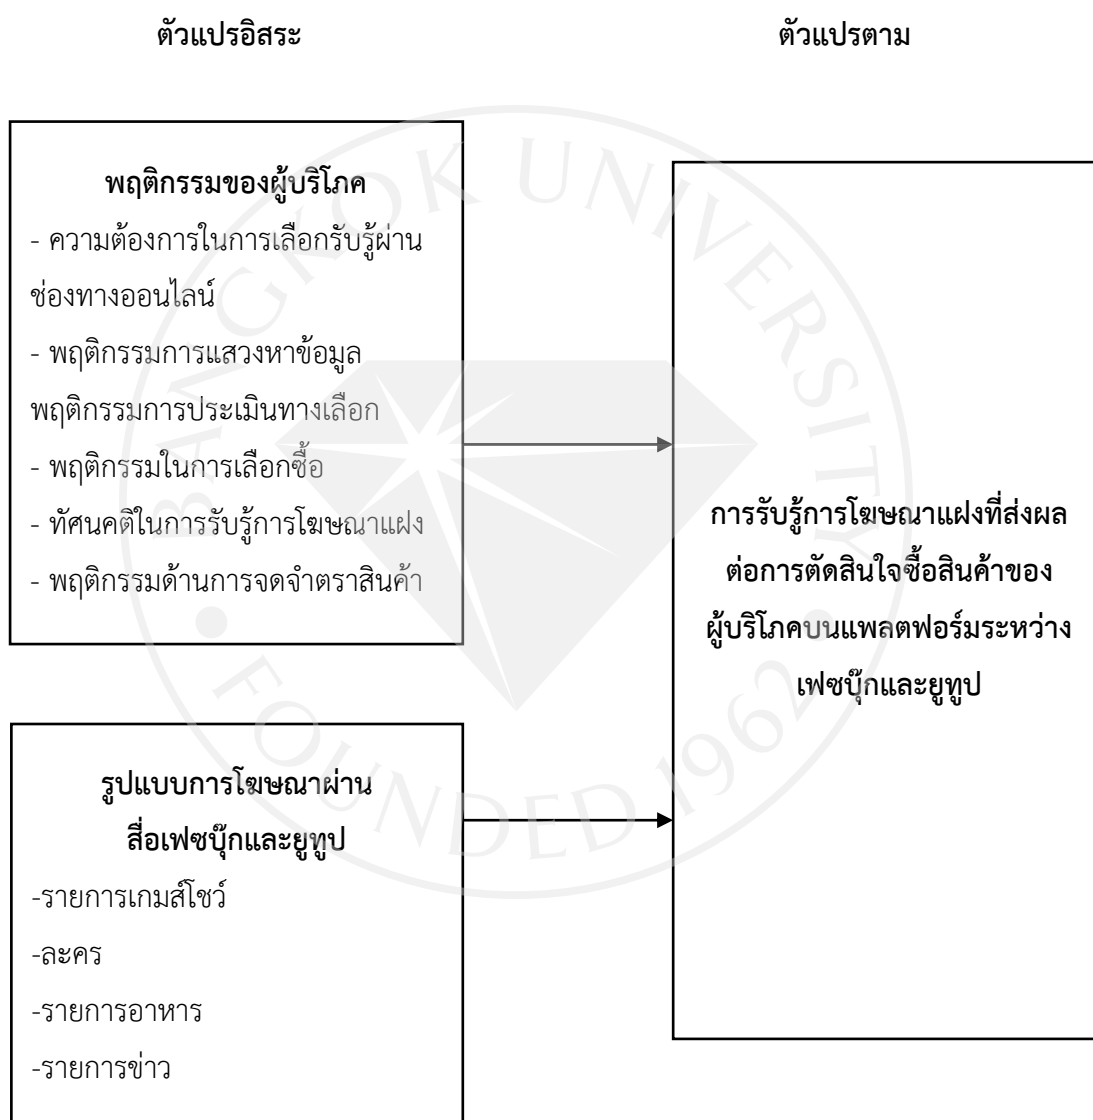 ตัวแปรอิสระ
ตัวแปรตาม
พฤติกรรมของผู้บริโภค
- ความต้องการในการเลือกรับรู้ผ่าน
ช่องทางออนไลน์
- พฤติกรรมการแสวงหาข้อมูล
พฤติกรรมการประเมินทางเลือก
- พฤติกรรมในการเลือกซื้อ
- ทัศนคติในการรับรู้การโฆษณาแฝง
- พฤติกรรมด้านการจดจำตราสินค้า
การรับรู้การโฆษณาแฝงที่ส่งผล
ต่อการตัดสินใจซื้อสินค้าของ
ผู้บริโภคบนแพลตฟอร์มระหว่าง
เฟซบุ๊กและยูทูป
รูปแบบการโฆษณาผ่าน
สื่อเฟซบุ๊กและยูทูป
-รายการเกมส์โชว์
-ละคร
-รายการอาหาร
-รายการข่าว
BANGKOK UNIVERSITY
FOUNDED 1962